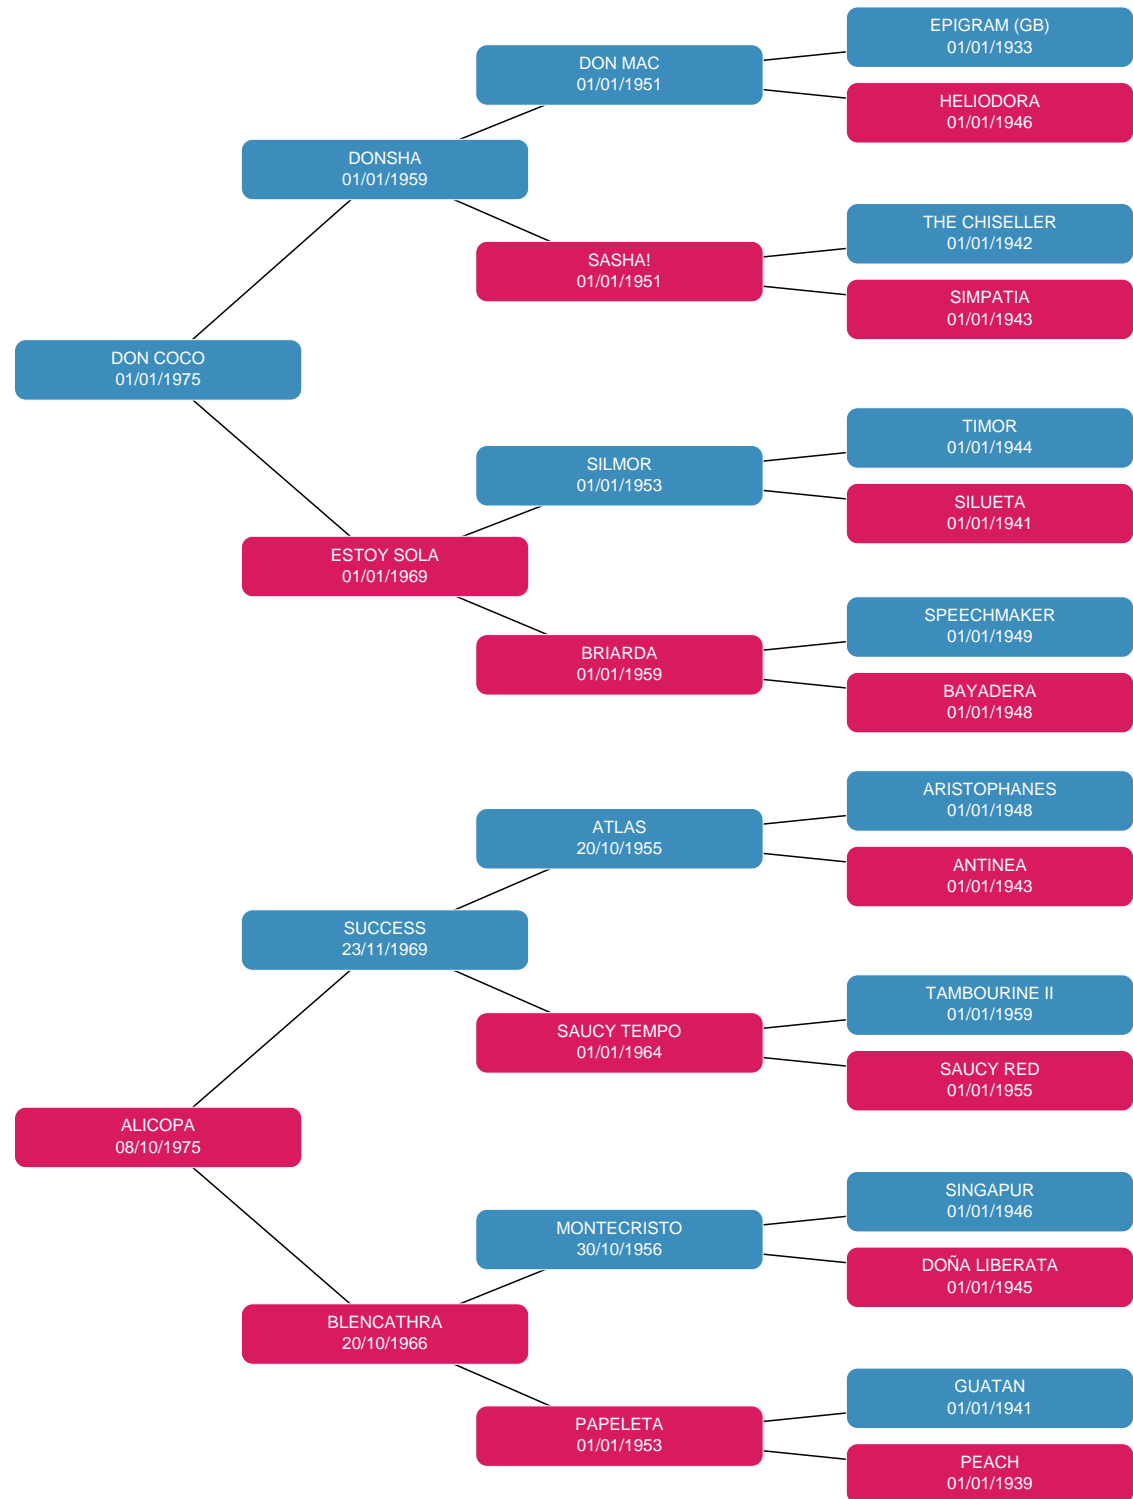 EPIGRAM (GB)
01/01/1933
DON MAC
01/01/1951
HELIODORA
01/01/1946
DONSHA
01/01/1959
THE CHISELLER
01/01/1942
SASHA!
01/01/1951
SIMPATIA
01/01/1943
DON COCO
01/01/1975
TIMOR
01/01/1944
SILMOR
01/01/1953
SILUETA
01/01/1941
ESTOY SOLA
01/01/1969
SPEECHMAKER
01/01/1949
BRIARDA
01/01/1959
BAYADERA
01/01/1948
ARISTOPHANES
01/01/1948
ATLAS
20/10/1955
ANTINEA
01/01/1943
SUCCESS
23/11/1969
TAMBOURINE II
01/01/1959
SAUCY TEMPO
01/01/1964
SAUCY RED
01/01/1955
ALICOPA
08/10/1975
SINGAPUR
01/01/1946
MONTECRISTO
30/10/1956
DOÑA LIBERATA
01/01/1945
BLENCATHRA
20/10/1966
GUATAN
01/01/1941
PAPELETA
01/01/1953
PEACH
01/01/1939